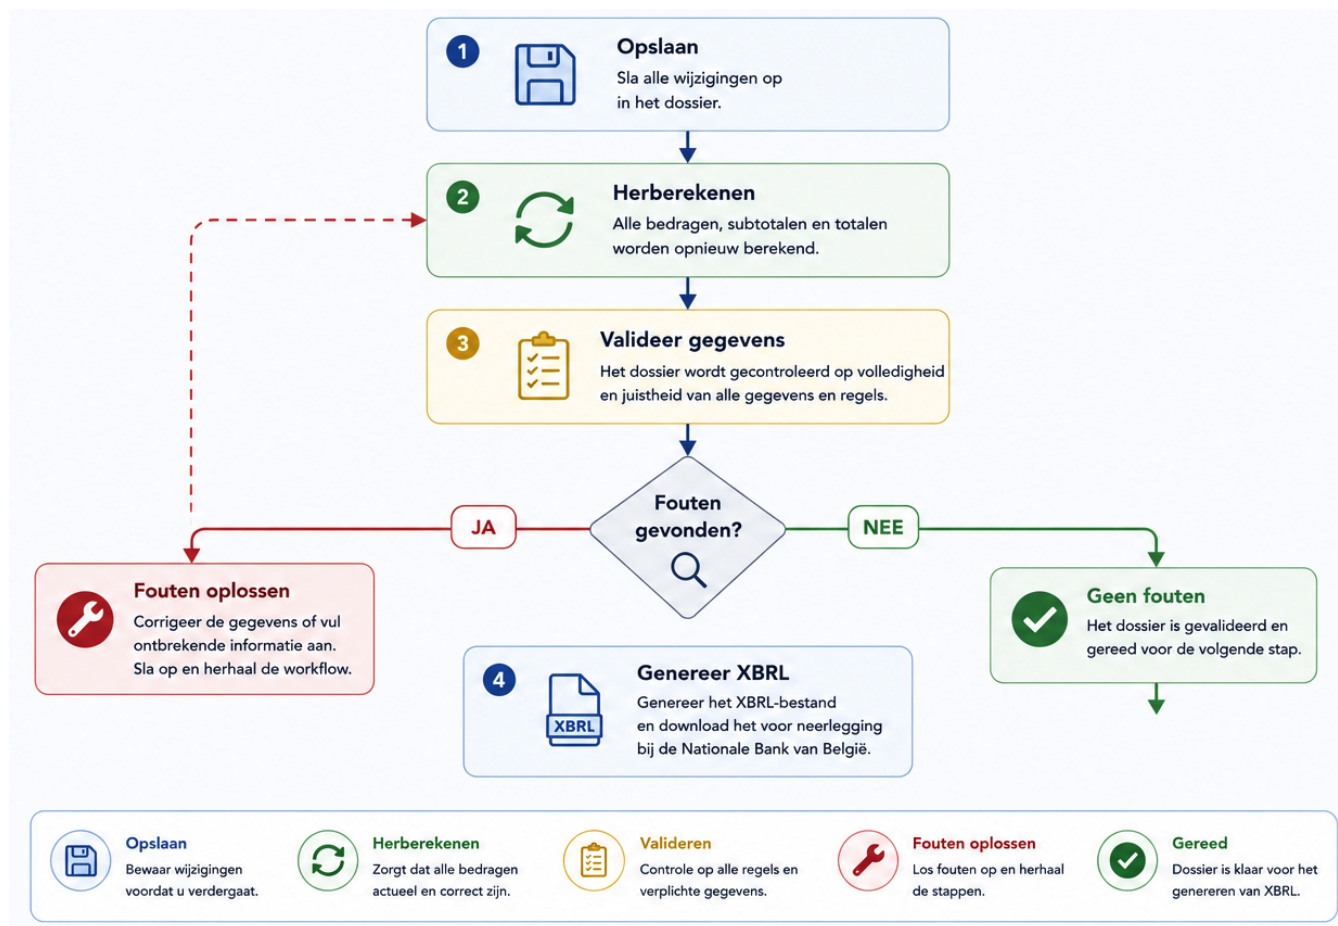 1
Opslaan
Sla alle wijzigingen op
in het dossier.
2
Herberekenen
Alle bedragen, subtotalen en totalen
worden opnieuw berekend.
3
Valideer gegevens
Het dossier wordt gecontroleerd op volledigheid
en juistheid van alle gegevens en regels.
Fouten
gevonden?
JA
NEE
Fouten oplossen
Corrigeer de gegevens of vul
ontbrekende informatie aan.
Sla op en herhaal de workflow.
Geen fouten
Het dossier is gevalideerd en
gereed voor de volgende stap.
4
XBRL
Genereer XBRL
Genereer het XBRL-bestand
en download het voor neerlegging
bij de Nationale Bank van België.
Opslaan
Bewaar wijzigingen
voordat u verdergaat.
Herberekenen
Zorgt dat alle bedragen
actueel en correct zijn.
Valideren
Controle op alle regels en
verplichte gegevens.
Fouten oplossen
Los fouten op en herhaal
de stappen.
Gereed
Dossier is klaar voor het
genereren van XBRL.